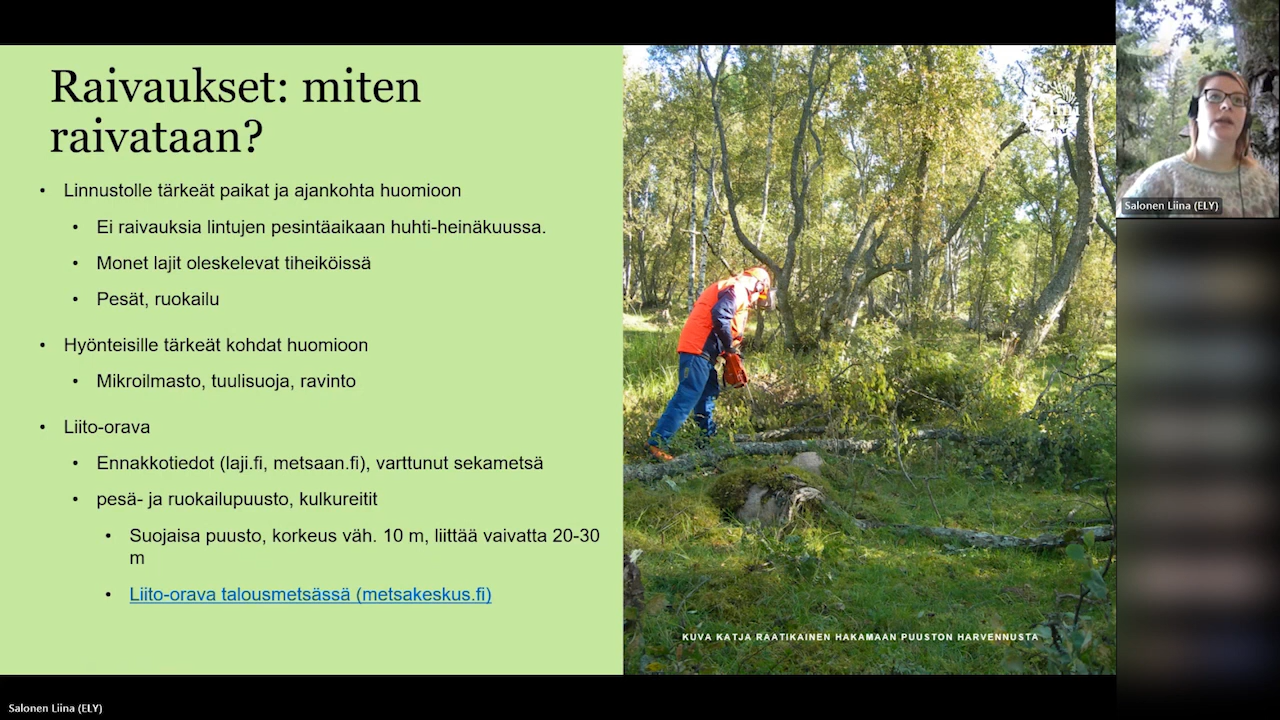 Raivaukset: miten
raivataan?
• Linnustolle tärkeät paikat ja ajankohta huomioon
• Ei raivauksia lintujen pesintäaikaan huhti-heinäkuussa.
• Monet lajit oleskelevat tiheiköissä
• Pesät, ruokailu
• Hyönteisille tärkeät kohdat huomioon
• Mikroilmasto, tuulisuoja, ravinto
• Liito-orava
• Ennakkotiedot (laji.fi, metsaan.fi), varttunut sekametsä
• pesä- ja ruokailupuusto, kulkureitit
• Suojaisa puusto, korkeus väh. 10 m, liittää vaivatta 20-30
m
• Liito-orava talousmetsässä (metsakeskus.fi)
KUVA KATJA RAATIKAINEN HAKAMAAN PUUSTON HARVENNUSTA
Salonen Liina (ELY)
Salonen Liina (ELY)